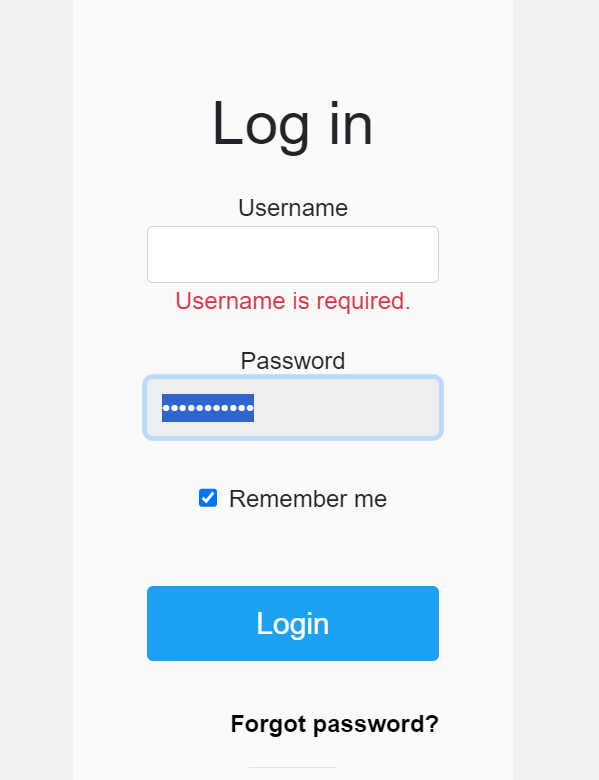 Log in
Username
Username is required.
Password
•••••••••••
Remember me
Login
Forgot password?